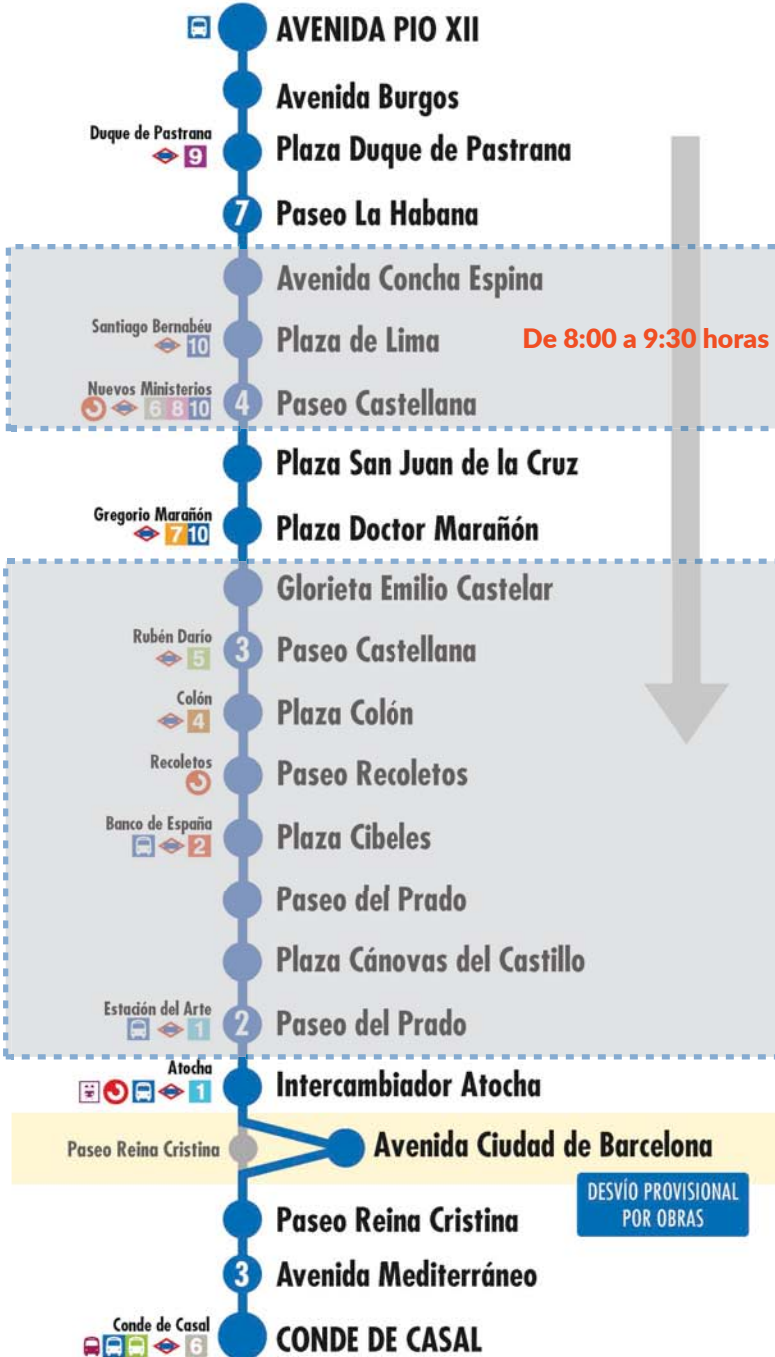 AVENIDA PIO XII
Avenida Burgos
Duque de Pastrana
9
Plaza Duque de Pastrana
7
Paseo La Habana
Avenida Concha Espina
Santiago Bernabéu
10
Plaza de Lima
De 8:00 a 9:30 horas
Nuevos Ministerios
6 8 10
4
Paseo Castellana
Plaza San Juan de la Cruz
Gregorio Marañón
7 10
Plaza Doctor Marañón
Glorieta Emilio Castelar
Rubén Darío
5
3
Paseo Castellana
Colón
4
Plaza Colón
Recoletos
Paseo Recoletos
Banco de España
2
Plaza Cibeles
Paseo del Prado
Plaza Cánovas del Castillo
Estación del Arte
1
2
Paseo del Prado
Atocha
1
Intercambiador Atocha
Paseo Reina Cristina
Avenida Ciudad de Barcelona
DESVÍO PROVISIONAL
POR OBRAS
Paseo Reina Cristina
3
Avenida Mediterráneo
Conde de Casal
6
CONDE DE CASAL